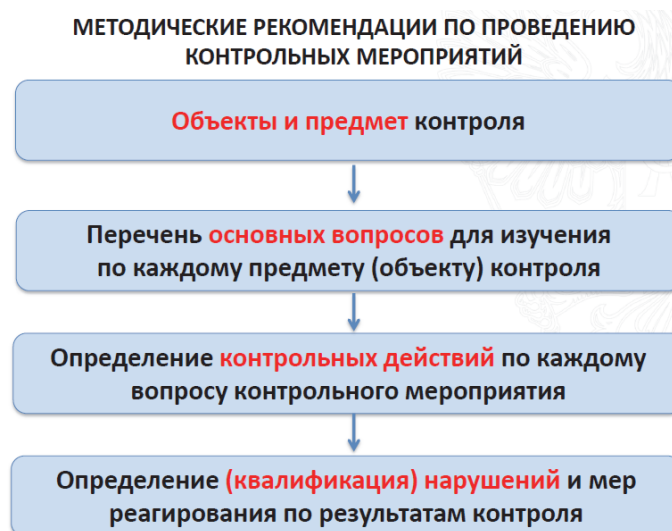 МЕТОДИЧЕСКИЕ РЕКОМЕНДАЦИИ ПО ПРОВЕДЕНИЮ
КОНТРОЛЬНЫХ МЕРОПРИЯТИЙ
Объекты и предмет контроля
Перечень основных вопросов для изучения
по каждому предмету (объекту) контроля
Определение контрольных действий по каждому
вопросу контрольного мероприятия
Определение (квалификация) нарушений и мер
реагирования по результатам контроля